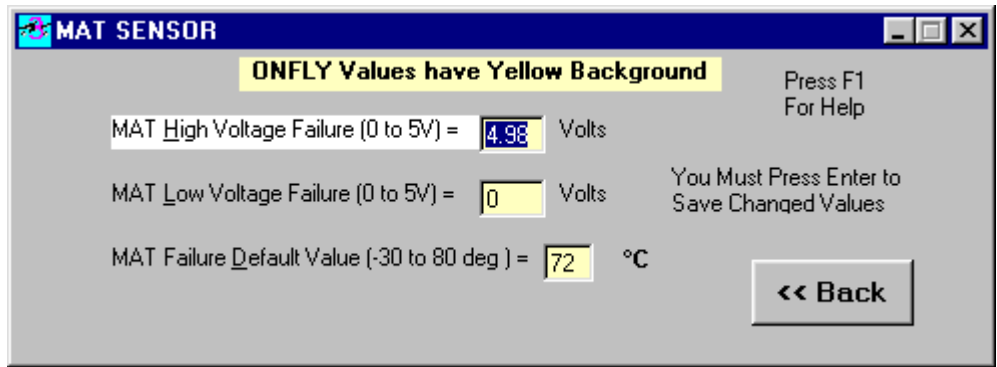 MAT SENSOR
ONFLY Values have Yellow Background
Press F1
For Help
MAT High Voltage Failure (0 to 5V) = 4.98 Volts
MAT Low Voltage Failure (0 to 5V) = 0 Volts
You Must Press Enter to
Save Changed Values
MAT Failure Default Value (-30 to 80 deg ) = 72 °C
<< Back